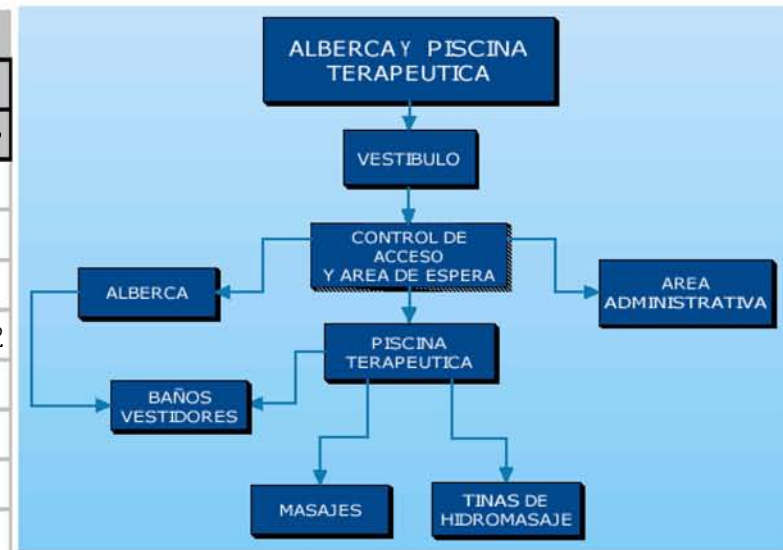 ALBERCA Y PISCINA
TERAPEUTICA
VESTIBULO
CONTROL DE
ACCESO
Y AREA DE ESPERA
ALBERCA
AREA
ADMINISTRATIVA
PISCINA
TERAPEUTICA
BAÑOS
VESTIDORES
MASAJES
TINAS DE
HIDROMASAJE